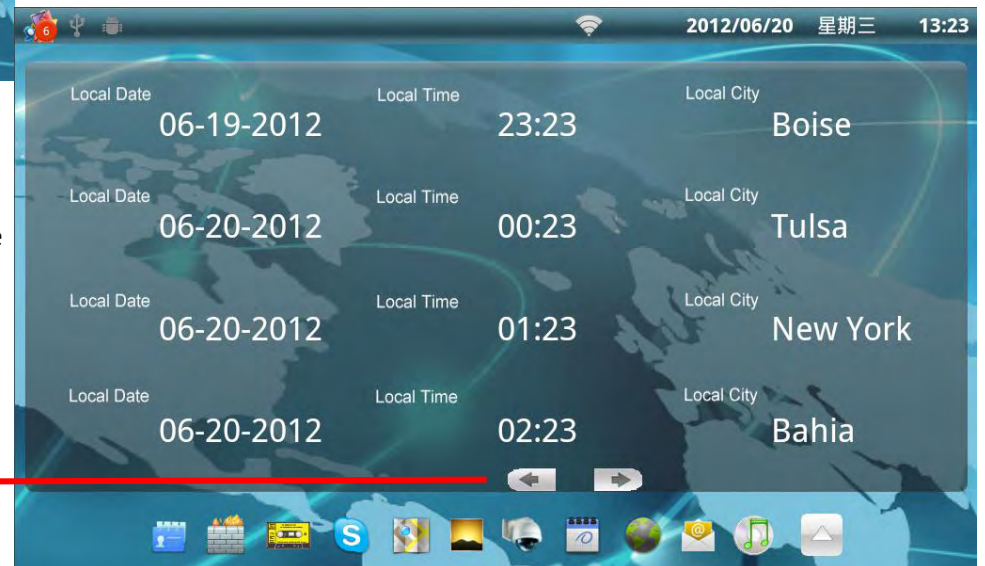 6 2012/06/20 星期三 13:23
Local Date Local Time Local City
06-19-2012 23:23 Boise
Local Date Local Time Local City
06-20-2012 00:23 Tulsa
e
Local Date Local Time Local City
06-20-2012 01:23 New York
Local Date Local Time Local City
06-20-2012 02:23 Bahia
S @